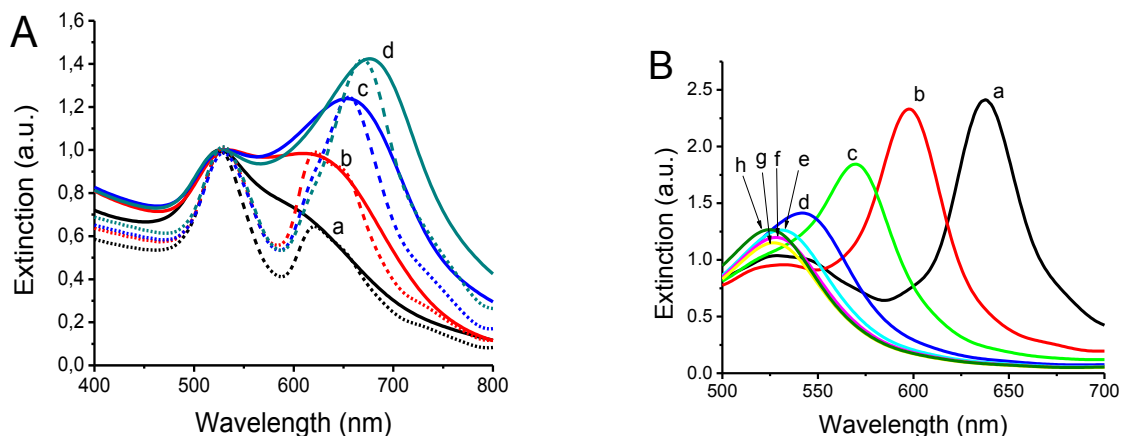 A
1,6
1,4
1,2
1,0
0,8
0,6
0,4
0,2
0,0
Extinction (a.u.)
400 500 600 700 800
Wavelength (nm)
a
b
c
d
B
2.5
2.0
1.5
1.0
0.5
0.0
Extinction (a.u.)
500 550 600 650 700
Wavelength (nm)
h g f e
d
c
b
a